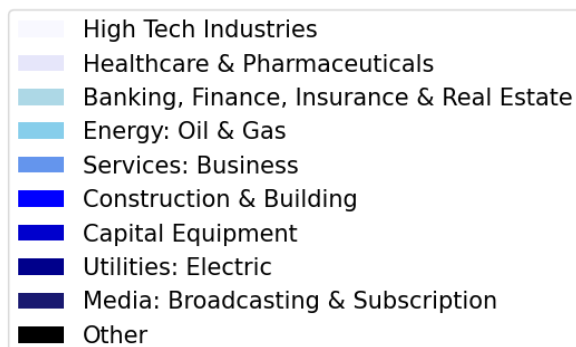 High Tech Industries
Healthcare & Pharmaceuticals
Banking, Finance, Insurance & Real Estate
Energy: Oil & Gas
Services: Business
Construction & Building
Capital Equipment
Utilities: Electric
Media: Broadcasting & Subscription
Other